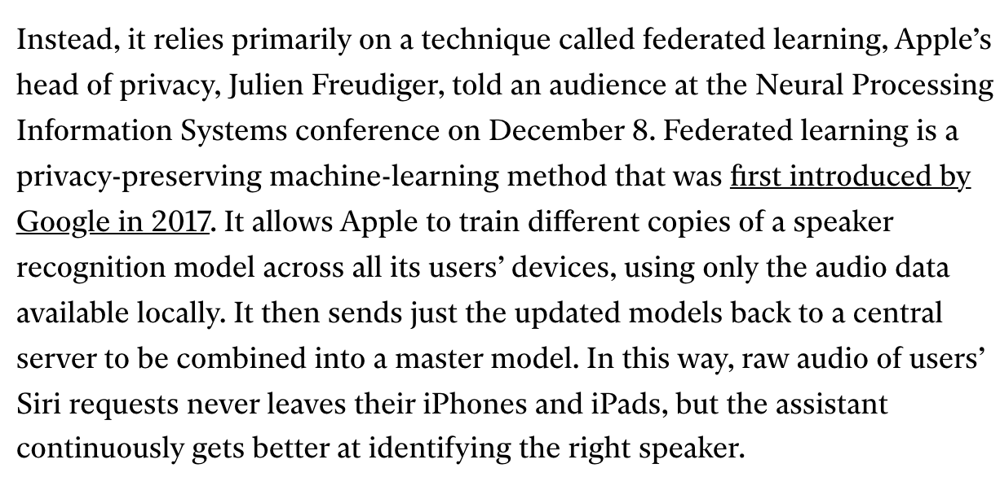 Instead, it relies primarily on a technique called federated learning, Apple’s
head of privacy, Julien Freudiger, told an audience at the Neural Processing
Information Systems conference on December 8. Federated learning is a
privacy-preserving machine-learning method that was first introduced by
Google in 2017. It allows Apple to train different copies of a speaker
recognition model across all its users’ devices, using only the audio data
available locally. It then sends just the updated models back to a central
server to be combined into a master model. In this way, raw audio of users’
Siri requests never leaves their iPhones and iPads, but the assistant
continuously gets better at identifying the right speaker.